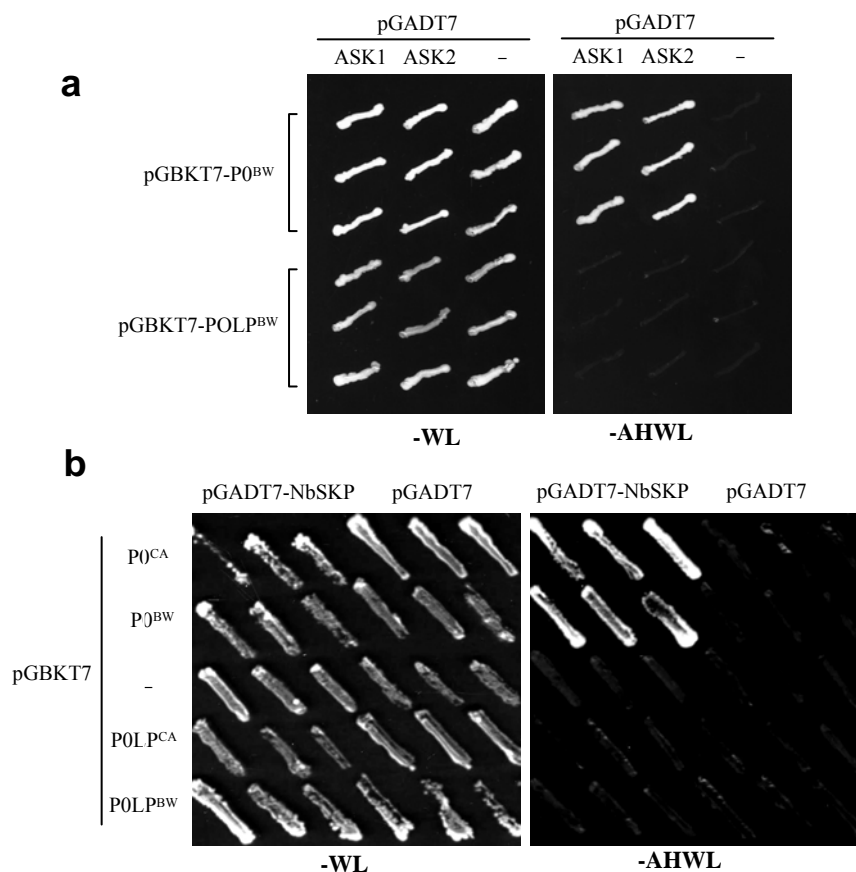 pGADT7 pGADT7
ASK1 ASK2 – ASK1 ASK2 –
a
pGBKT7-P0BW
pGBKT7-POLPBW
-WL -AHWL
b
pGADT7-NbSKP pGADT7 pGADT7-NbSKP pGADT7
P0CA
P0BW
pGBKT7
–
P0LPCA
P0LPBW
-WL -AHWL